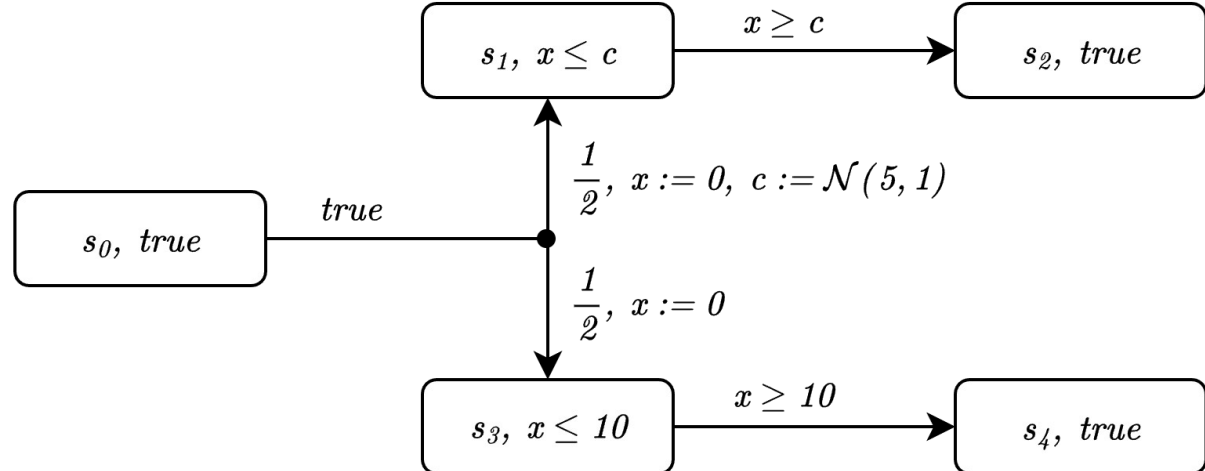 s₁, x ≤ c
x ≥ c
s₂, true
1/2, x := 0, c := 𝒩(5, 1)
s₀, true
true
1/2, x := 0
s₃, x ≤ 10
x ≥ 10
s₄, true